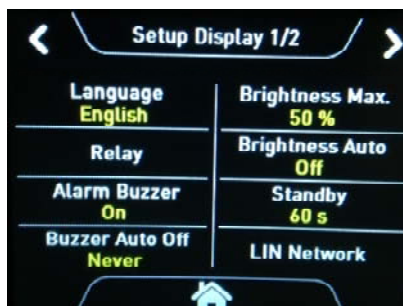 Setup Display 1/2
Language
English
Brightness Max.
50 %
Relay
Brightness Auto
Off
Alarm Buzzer
On
Standby
60 s
Buzzer Auto Off
Never
LIN Network